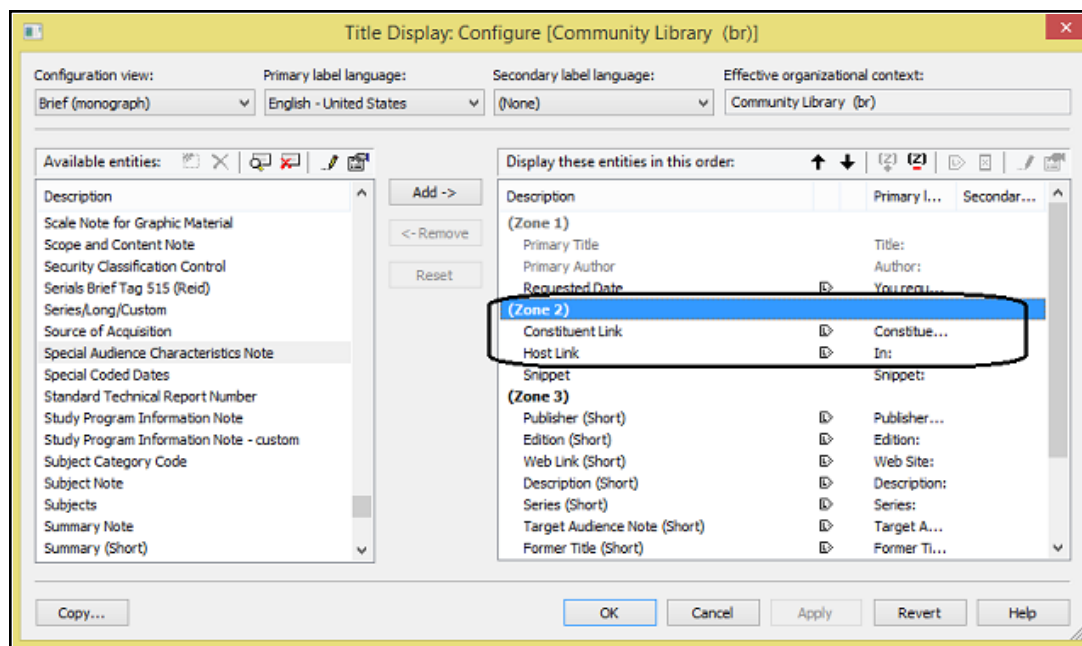 Title Display: Configure [Community Library (br)]
Configuration view: Primary label language: Secondary label language: Effective organizational context:
Brief (monograph) English - United States (None) Community Library (br)
Available entities:
Description
Scale Note for Graphic Material
Scope and Content Note
Security Classification Control
Serials Brief Tag 515 (Reid)
Series/Long/Custom
Source of Acquisition
Special Audience Characteristics Note
Special Coded Dates
Standard Technical Report Number
Study Program Information Note
Study Program Information Note - custom
Subject Category Code
Subject Note
Subjects
Summary Note
Summary (Short)
Add ->
<- Remove
Reset
Display these entities in this order:
Description Primary l... Secondar...
(Zone 1)
Primary Title Title:
Primary Author Author:
Requested Date You requ...
(Zone 2)
Constituent Link Constitue...
Host Link In:
Snippet Snippet:
(Zone 3)
Publisher (Short) Publisher...
Edition (Short) Edition:
Web Link (Short) Web Site:
Description (Short) Description:
Series (Short) Series:
Target Audience Note (Short) Target A...
Former Title (Short) Former Ti...
Copy... OK Cancel Apply Revert Help